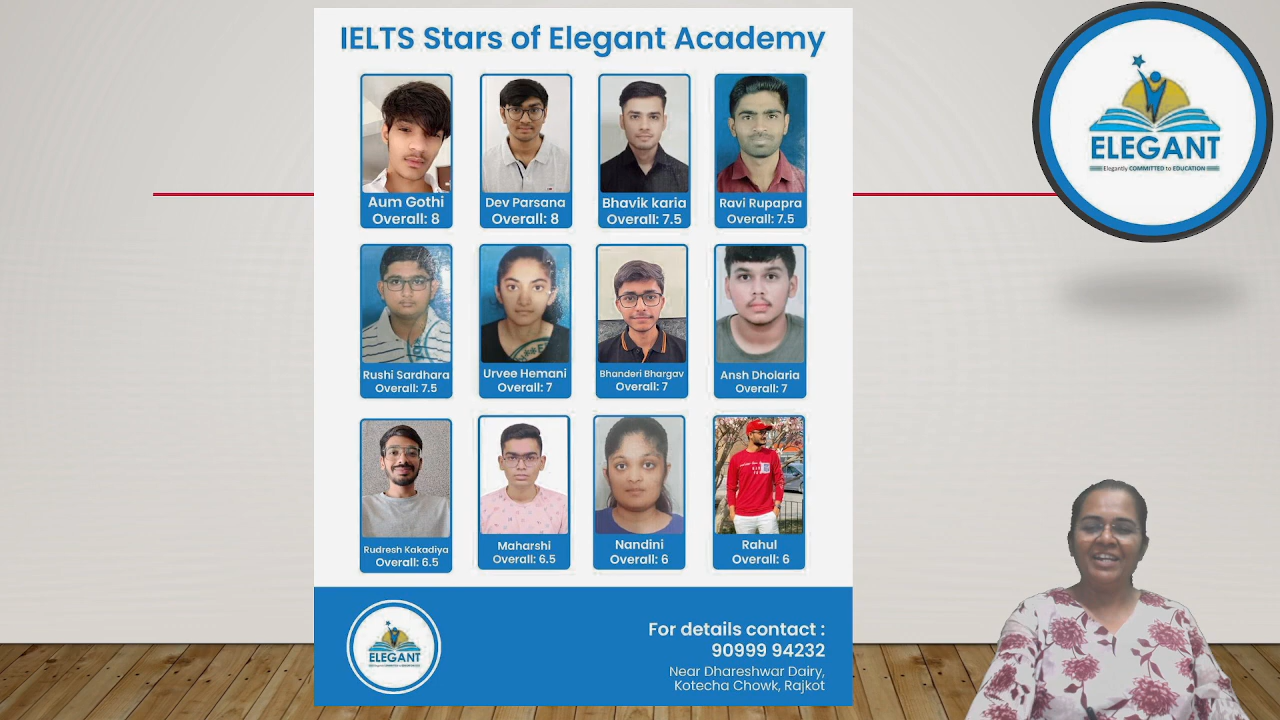 IELTS Stars of Elegant Academy
Aum Gothi
Overall: 8
Dev Parsana
Overall: 8
Bhavik karia
Overall: 7.5
Ravi Rupapra
Overall: 7.5
Rushi Sardhara
Overall: 7.5
Urvee Hemani
Overall: 7
Bhanderi Bhargav
Overall: 7
Ansh Dholaria
Overall: 7
Rudresh Kakadiya
Overall: 6.5
Maharshi
Overall: 6.5
Nandini
Overall: 6
Rahul
Overall: 6
ELEGANT
For details contact :
90999 94232
Near Dhareshwar Dairy,
Kotecha Chowk, Rajkot
ELEGANT
Elegantly COMMITTED to EDUCATION